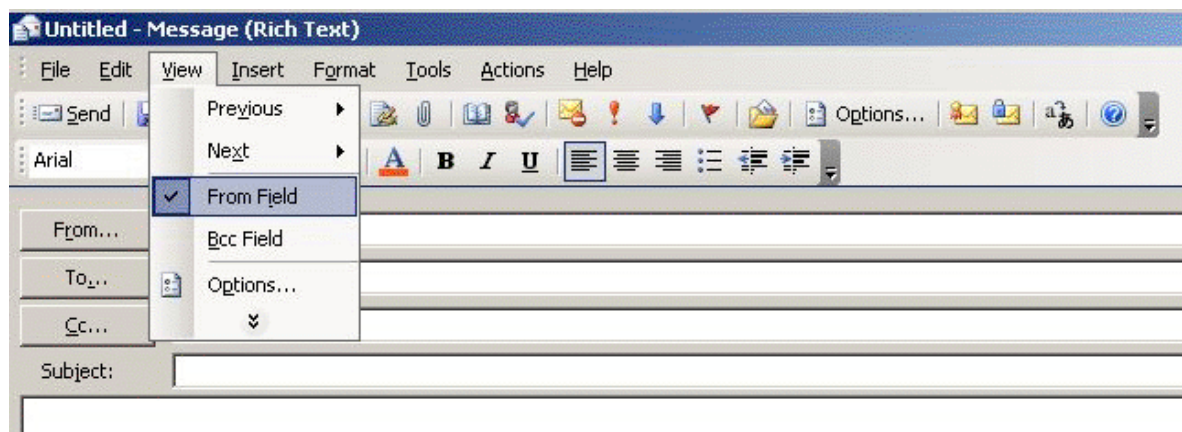 Untitled - Message (Rich Text)
File Edit View Insert Format Tools Actions Help
Send Options...
Previous
Arial B I U
Next
From Field
From...
Bcc Field
To...
Options...
Cc...
Subject: